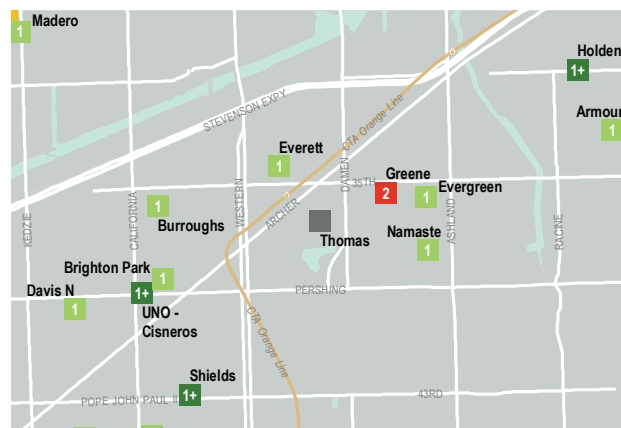 Madero
1
Holden
1+
STEVENSON EXPY
CTA Orange Line
Armour
1
Everett
1
DAMEN
35TH
Greene
2
Evergreen
1
KEDZIE
CALIFORNIA
1
Burroughs
WESTERN
ARCHER
Thomas
Namaste
1
ASHLAND
RACINE
Brighton Park
1
Davis N
1
1+
UNO -
Cisneros
PERSHING
CTA Orange Line
Shields
1+
POPE JOHN PAUL II
43RD